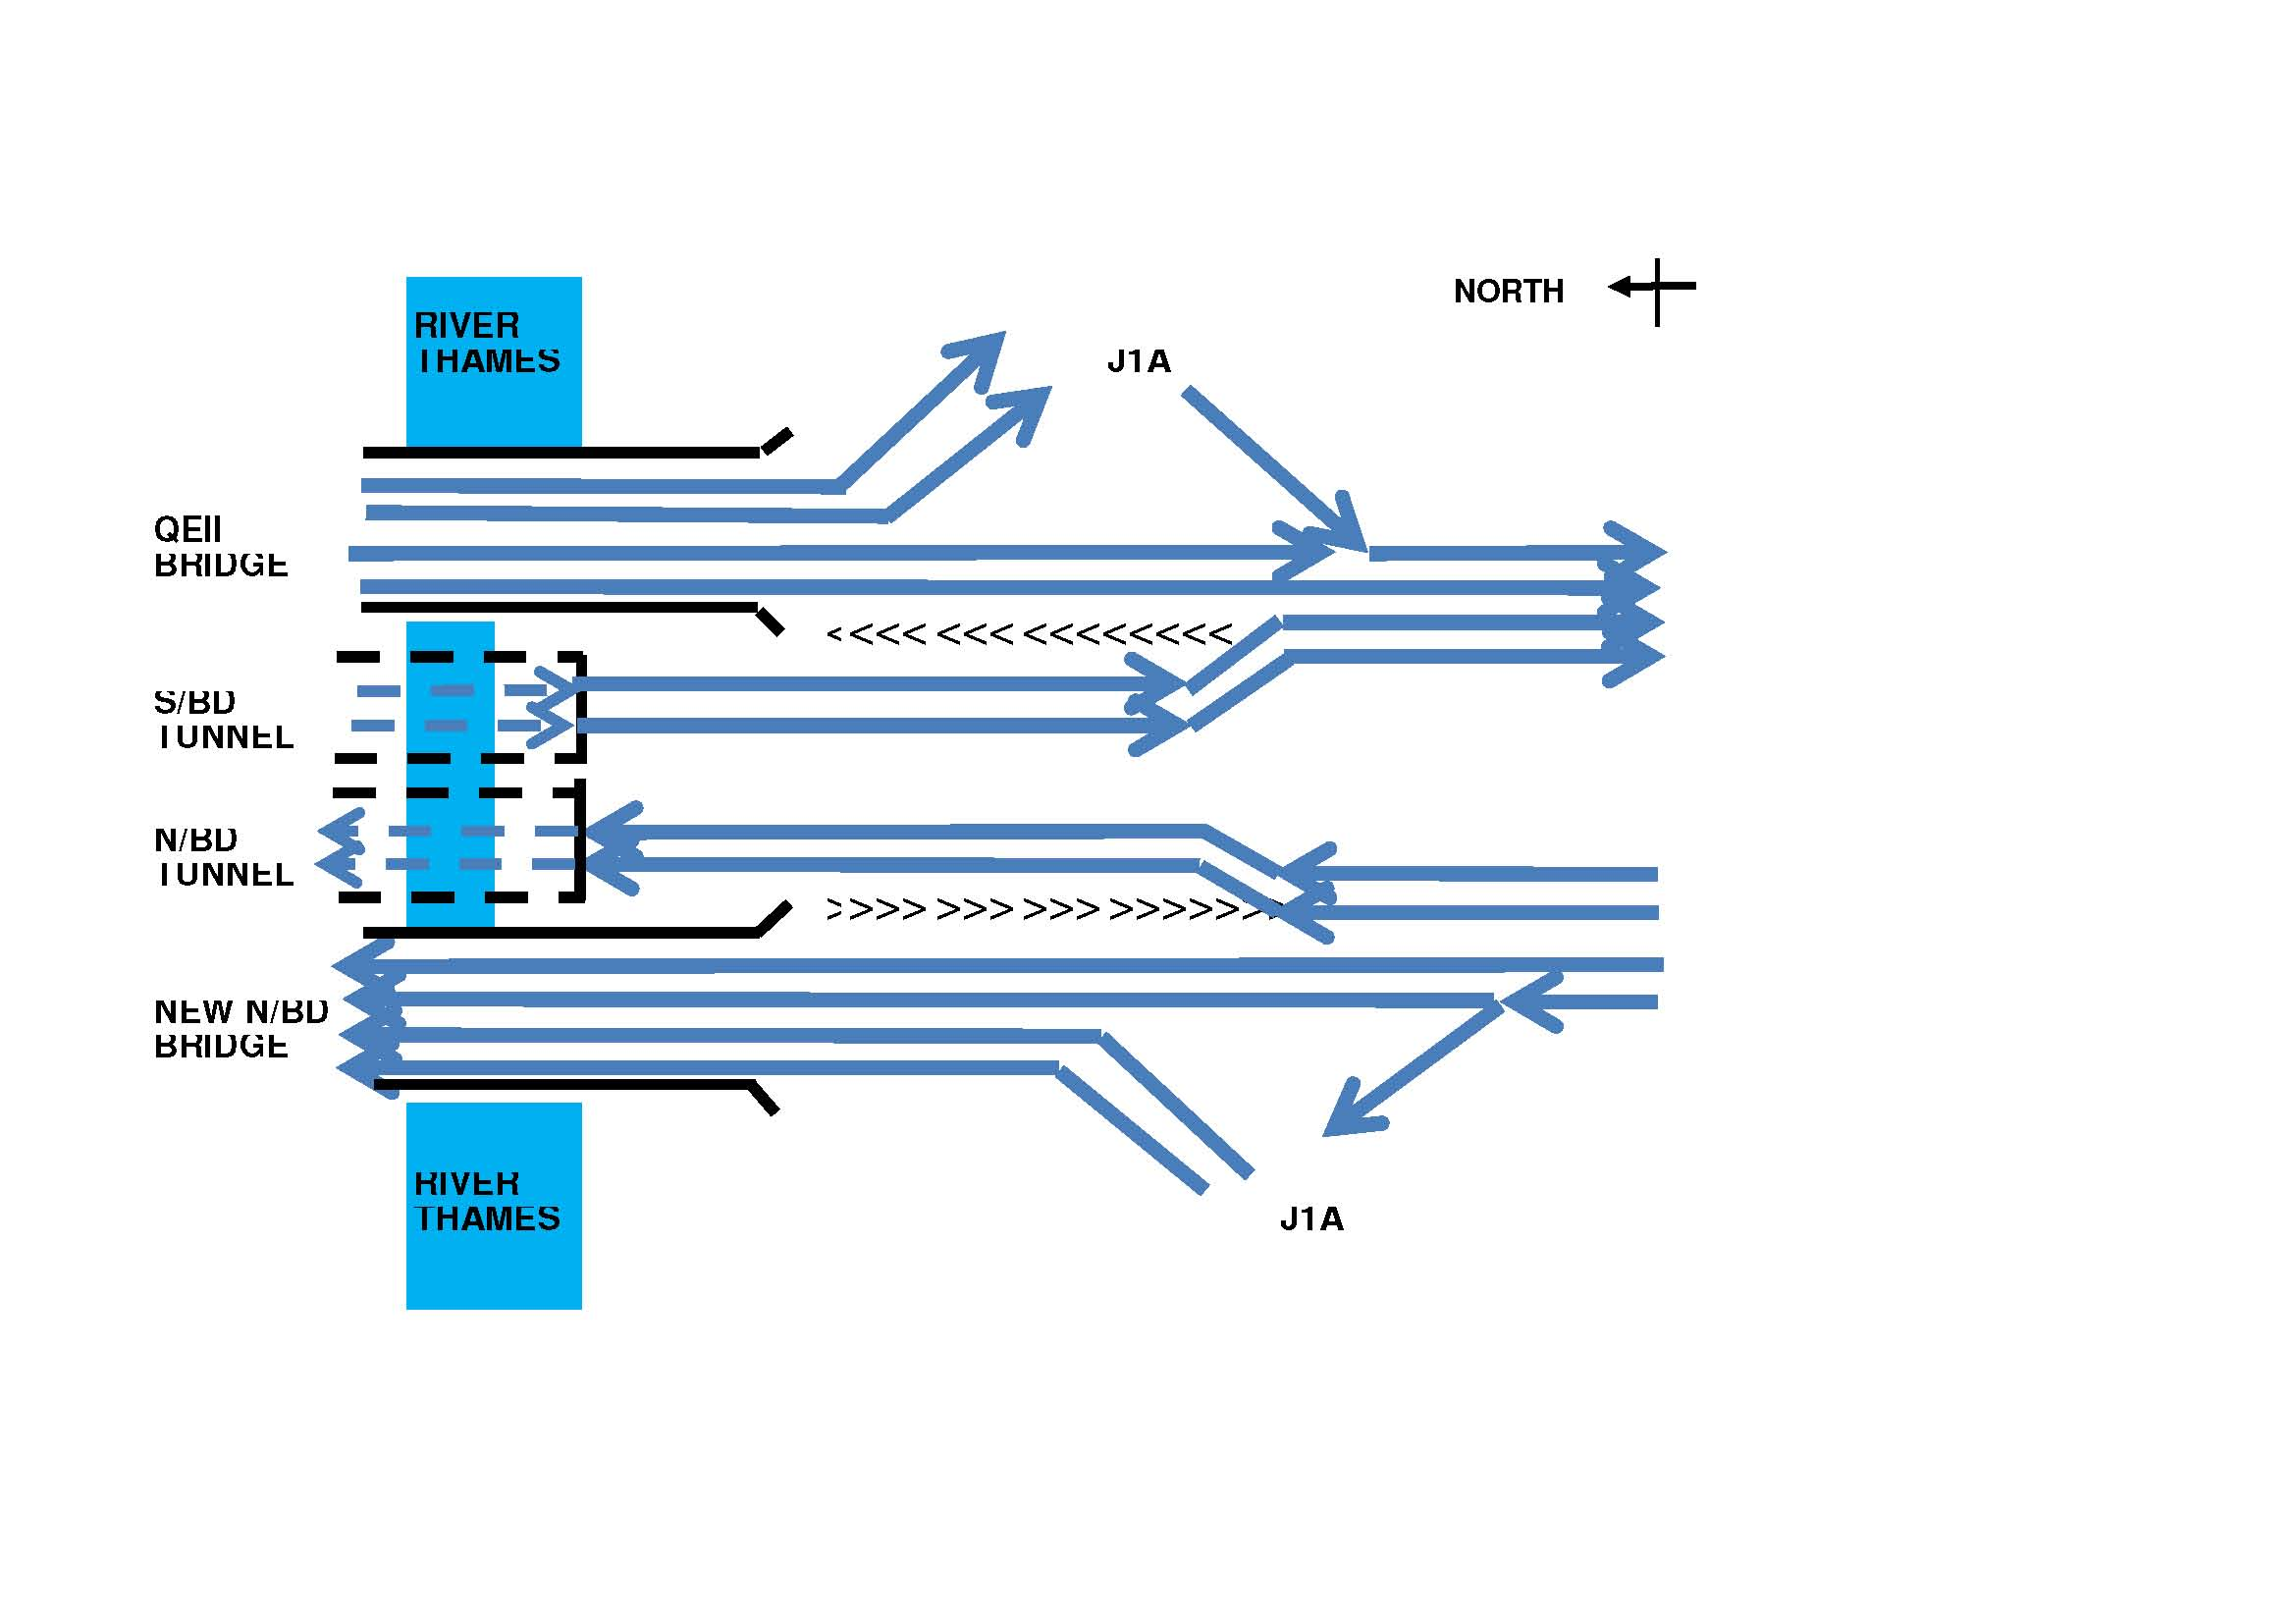 NORTH
RIVER
THAMES
J1A
QEII
BRIDGE
<<<< <<< <<<<<<<<
S/BD
TUNNEL
N/BD
TUNNEL
>>>> >>> >>> >>>>>>>
NEW N/BD
BRIDGE
RIVER
THAMES
J1A